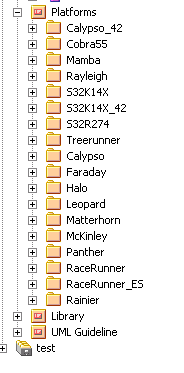 Platforms
Calypso_42
Cobra55
Mamba
Rayleigh
S32K14X
S32K14X_42
S32R274
Treerunner
Calypso
Faraday
Halo
Leopard
Matterhorn
McKinley
Panther
RaceRunner
RaceRunner_ES
Rainier
Library
UML Guideline
test